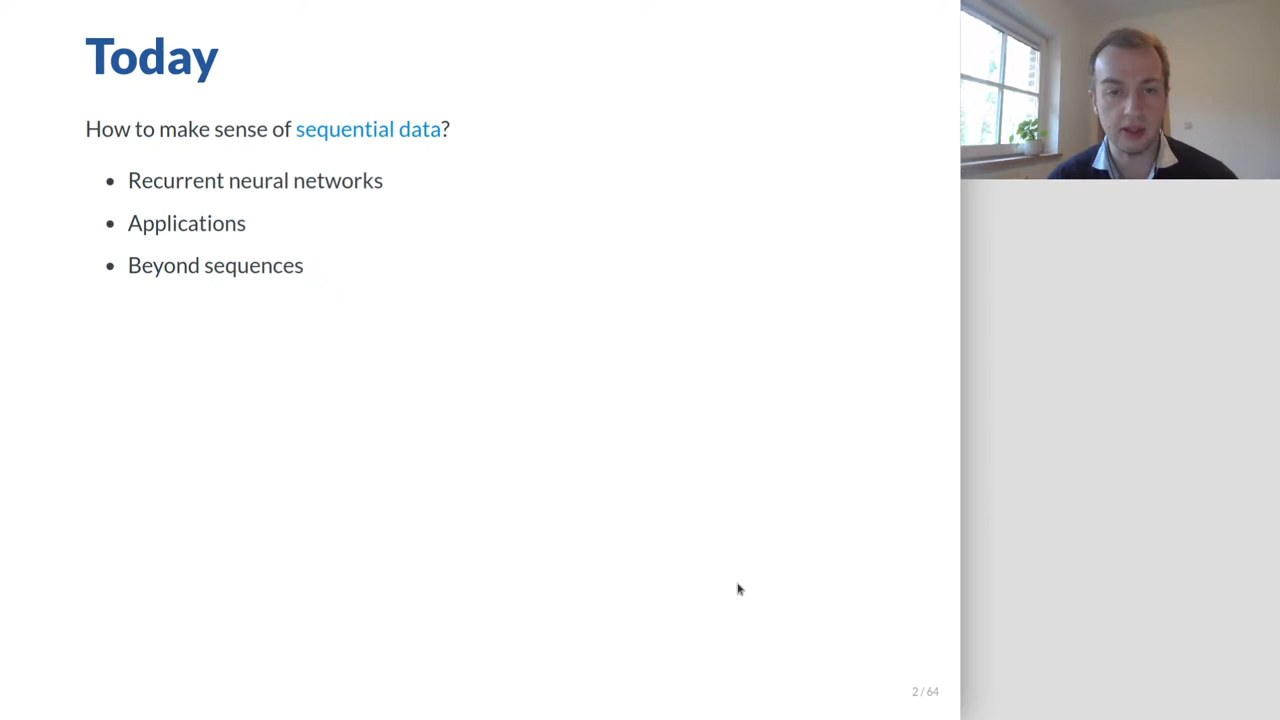 Today
How to make sense of sequential data?
• Recurrent neural networks
• Applications
• Beyond sequences
2 / 64